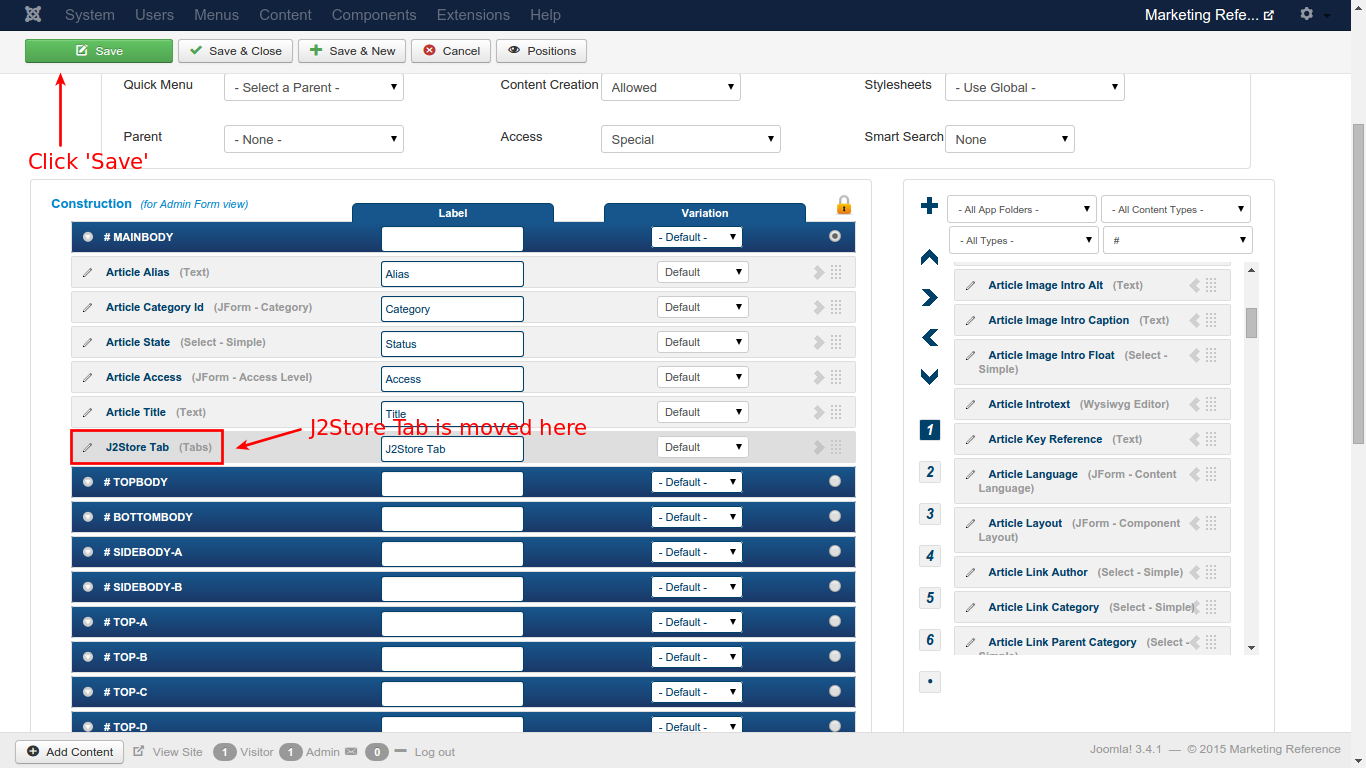 System Users Menus Content Components Extensions Help Marketing Refe...
Save Save & Close Save & New Cancel Positions
Quick Menu - Select a Parent - Content Creation Allowed Stylesheets - Use Global -
Parent - None - Access Special Smart Search None
Click 'Save'
Construction (for Admin Form view)
Label Variation
# MAINBODY - Default -
Article Alias (Text) Alias Default
Article Category Id (JForm - Category) Category Default
Article State (Select - Simple) Status Default
Article Access (JForm - Access Level) Access Default
Article Title (Text) Title Default
J2Store Tab is moved here
J2Store Tab (Tabs) J2Store Tab Default
# TOPBODY - Default -
# BOTTOMBODY - Default -
# SIDEBODY-A - Default -
# SIDEBODY-B - Default -
# TOP-A - Default -
# TOP-B - Default -
# TOP-C - Default -
# TOP-D - Default -
- All App Folders - - All Content Types -
- All Types - #
Article Image Intro Alt (Text)
Article Image Intro Caption (Text)
Article Image Intro Float (Select -
Simple)
Article Introtext (Wysiwyg Editor)
Article Key Reference (Text)
Article Language (JForm - Content
Language)
Article Layout (JForm - Component
Layout)
Article Link Author (Select - Simple)
Article Link Category (Select - Simple)
Article Link Parent Category (Select -
Simple)
1
2
3
4
5
6
•
Add Content View Site 1 Visitor 1 Admin 0 Log out Joomla! 3.4.1 — © 2015 Marketing Reference